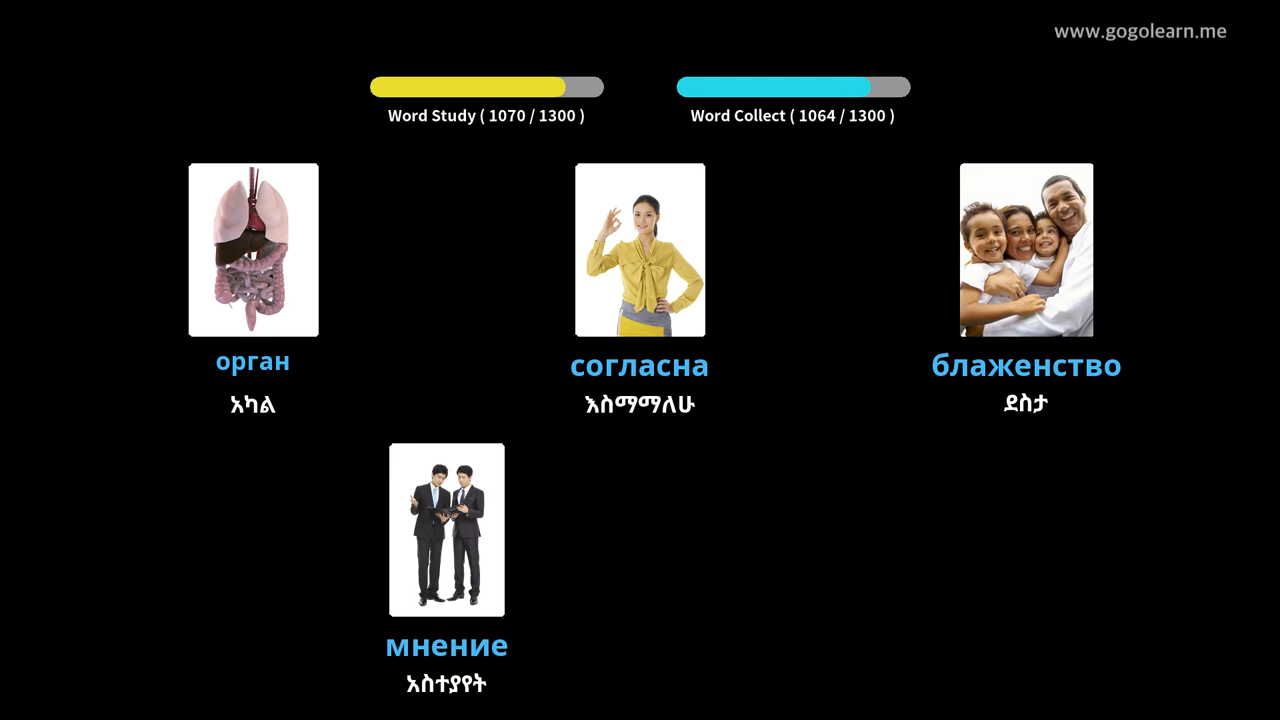 www.gogolearn.me
Word Study ( 1070 / 1300 )
Word Collect ( 1064 / 1300 )
орган
согласна
блаженство
አካል
እስማማለሁ
ደስታ
мнение
አስተያየት